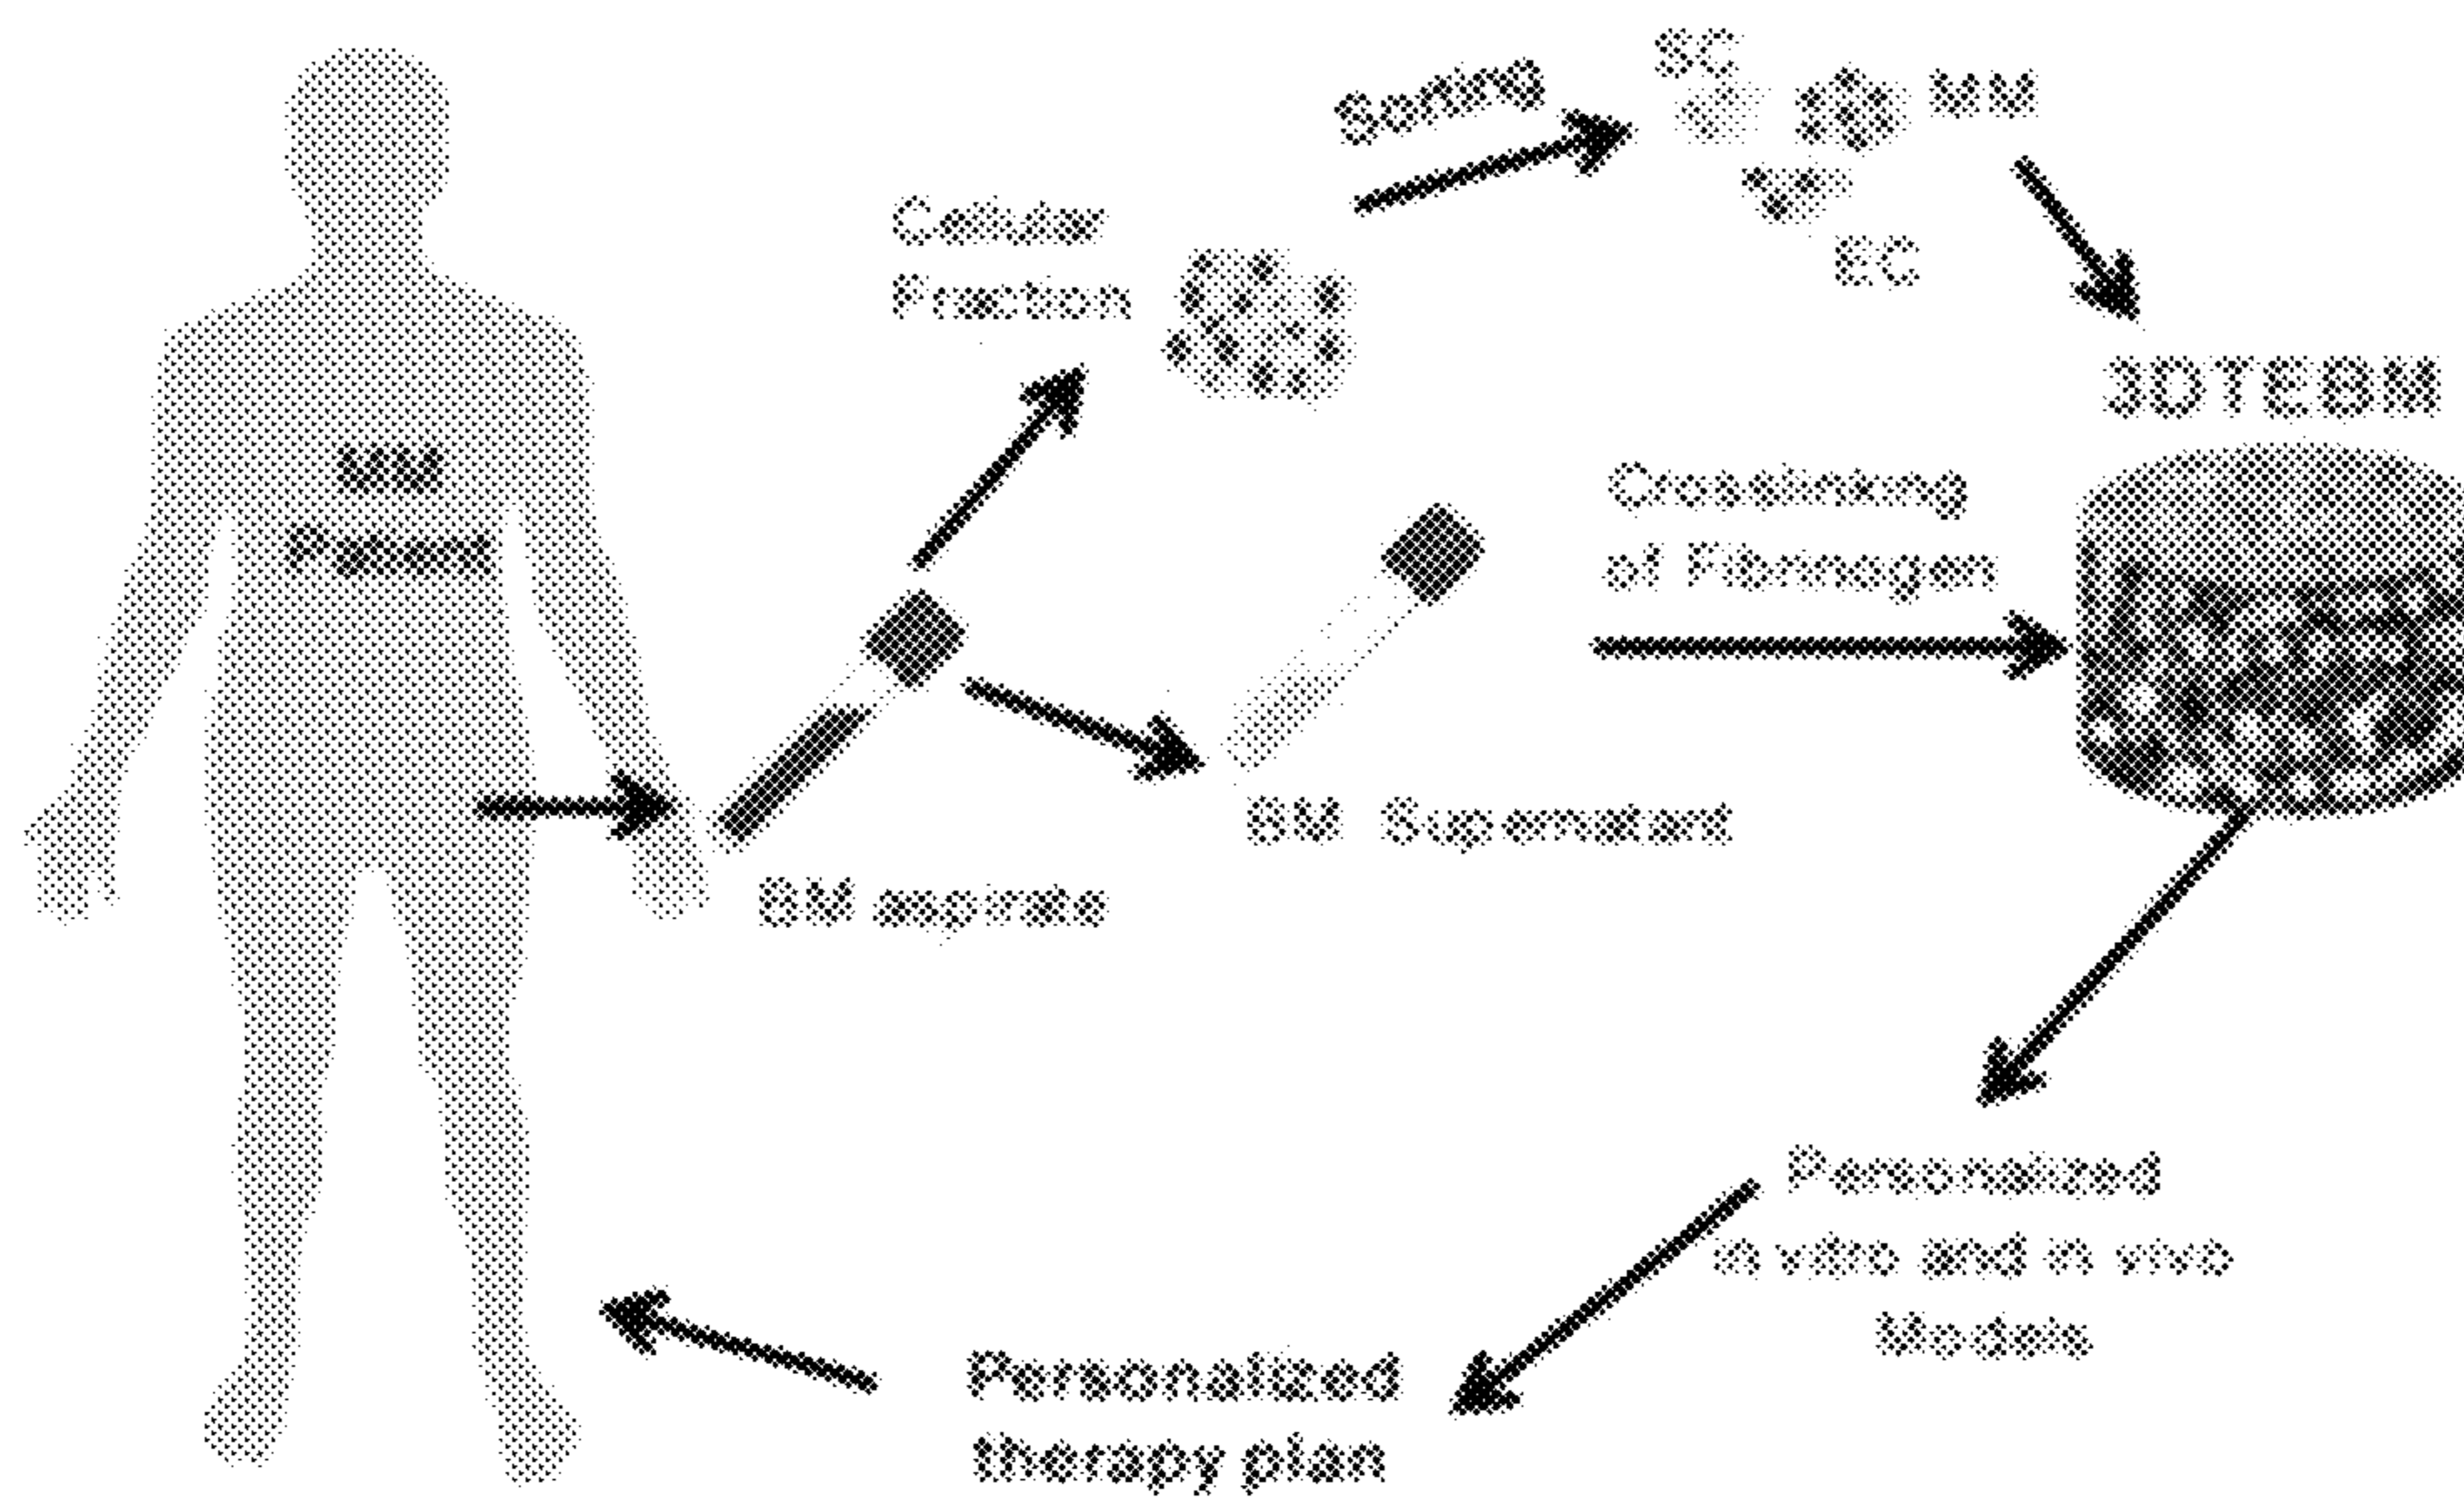 MM
Patient
BM aspirate
Cellular
Fraction
Sorting
SC
MM
EC
BM Supernatant
Crosslinking
of Fibrinogen
3DTEBM
Personalized
in vitro and in vivo
Models
Personalized
therapy plan